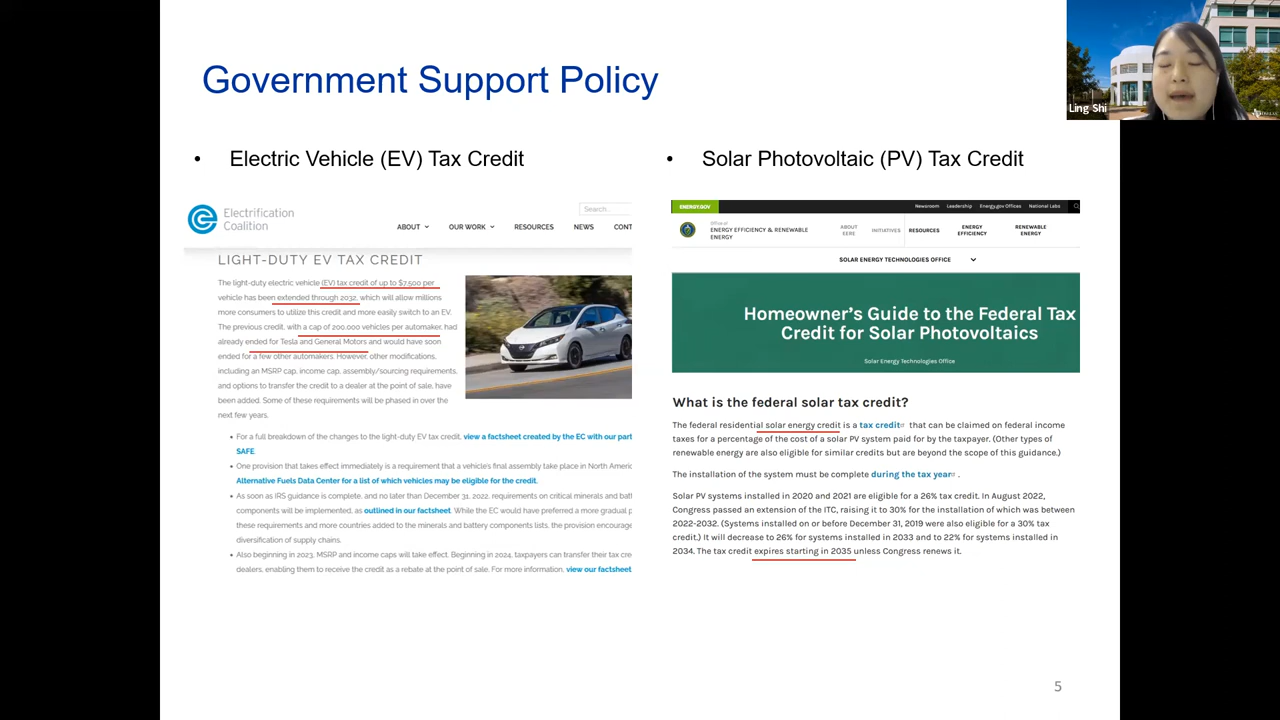 Government Support Policy
Ling Shi
• Electric Vehicle (EV) Tax Credit
Electrification
Coalition
Search...
ABOUT
OUR WORK
RESOURCES
NEWS
CONT
LIGHT-DUTY EV TAX CREDIT
The light-duty electric vehicle (EV) tax credit of up to $7,500 per
vehicle has been extended through 2032, which will allow millions
more consumers to utilize this credit and more easily switch to an EV.
The previous credit, with a cap of 200,000 vehicles per automaker, had
already ended for Tesla and General Motors and would have soon
ended for a few other automakers. However, other modifications,
including an MSRP cap, income cap, assembly/sourcing requirements,
and options to transfer the credit to a dealer at the point of sale, have
been added. Some of these requirements will be phased in over the
next few years.
• For a full breakdown of the changes to the light-duty EV tax credit, view a factsheet created by the EC with our part
SAFE.
• One provision that takes effect immediately is a requirement that a vehicle's final assembly take place in North Americ
Alternative Fuels Data Center for a list of which vehicles may be eligible for the credit.
• As soon as IRS guidance is complete, and no later than December 31, 2022, requirements on critical minerals and batt
components will be implemented, as outlined in our factsheet. While the EC would have preferred a more gradual p
these requirements and more countries added to the minerals and battery components lists, the provision encourage
diversification of supply chains.
• Also beginning in 2023, MSRP and income caps will take effect. Beginning in 2024, taxpayers can transfer their tax cre
dealers, enabling them to receive the credit as a rebate at the point of sale. For more information, view our factsheet
• Solar Photovoltaic (PV) Tax Credit
ENERGY.GOV
Newsroom
Leadership
Energy.gov Offices
National Labs
Office of
ENERGY EFFICIENCY & RENEWABLE
ENERGY
ABOUT
EERE
INITIATIVES
RESOURCES
ENERGY
EFFICIENCY
RENEWABLE
ENERGY
SOLAR ENERGY TECHNOLOGIES OFFICE
Homeowner's Guide to the Federal Tax
Credit for Solar Photovoltaics
Solar Energy Technologies Office
What is the federal solar tax credit?
The federal residential solar energy credit is a tax credit that can be claimed on federal income
taxes for a percentage of the cost of a solar PV system paid for by the taxpayer. (Other types of
renewable energy are also eligible for similar credits but are beyond the scope of this guidance.)
The installation of the system must be complete during the tax year .
Solar PV systems installed in 2020 and 2021 are eligible for a 26% tax credit. In August 2022,
Congress passed an extension of the ITC, raising it to 30% for the installation of which was between
2022-2032. (Systems installed on or before December 31, 2019 were also eligible for a 30% tax
credit.) It will decrease to 26% for systems installed in 2033 and to 22% for systems installed in
2034. The tax credit expires starting in 2035 unless Congress renews it.
5